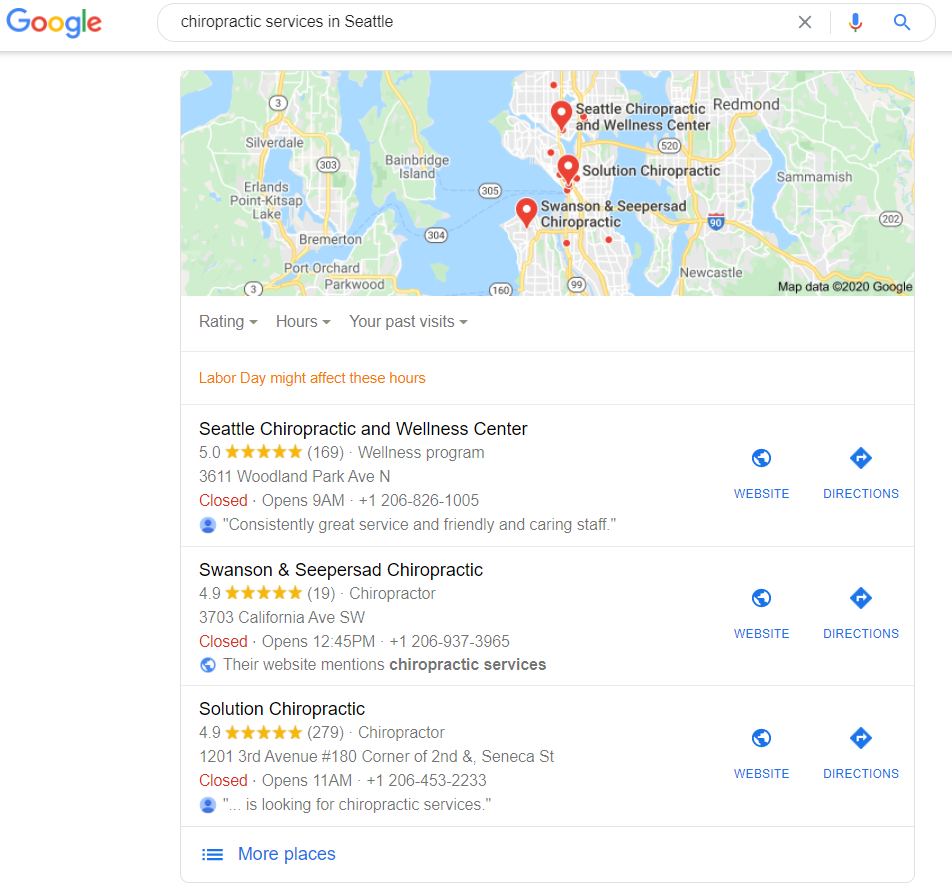 Google
chiropractic services in Seattle
3
Seattle Chiropractic
and Wellness Center
Redmond
Silverdale
520
303
Bainbridge
Island
Solution Chiropractic
Sammamish
Erlands
Point-Kitsap
Lake
305
Swanson & Seepersad
Chiropractic
90
202
304
Bremerton
Port Orchard
Newcastle
3
Parkwood
160
99
Map data ©2020 Google
Rating Hours Your past visits
Labor Day might affect these hours
Seattle Chiropractic and Wellness Center
5.0 (169) · Wellness program
3611 Woodland Park Ave N
Closed · Opens 9AM · +1 206-826-1005
"Consistently great service and friendly and caring staff."
WEBSITE DIRECTIONS
Swanson & Seepersad Chiropractic
4.9 (19) · Chiropractor
3703 California Ave SW
Closed · Opens 12:45PM · +1 206-937-3965
Their website mentions chiropractic services
WEBSITE DIRECTIONS
Solution Chiropractic
4.9 (279) · Chiropractor
1201 3rd Avenue #180 Corner of 2nd &, Seneca St
Closed · Opens 11AM · +1 206-453-2233
"... is looking for chiropractic services."
WEBSITE DIRECTIONS
More places